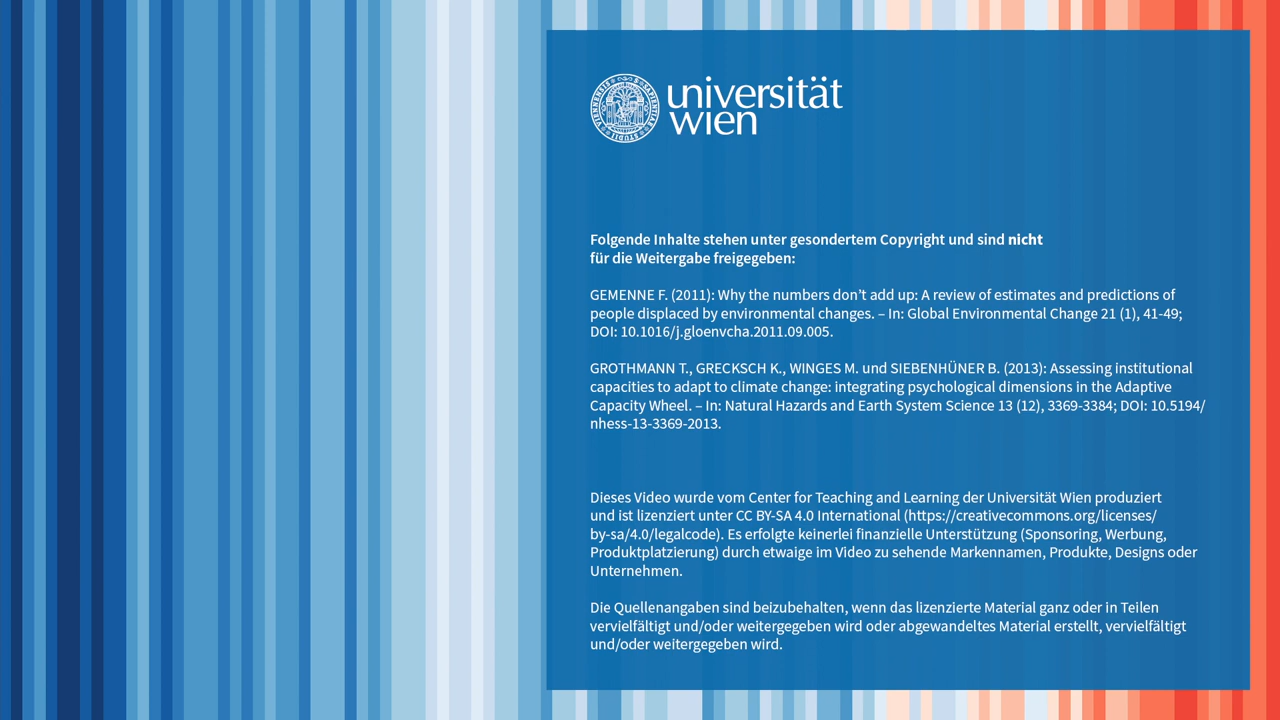 STUDII VIENNENSIS SAPIENTIAE
universität
wien
Folgende Inhalte stehen unter gesondertem Copyright und sind nicht
für die Weitergabe freigegeben:
GEMENNE F. (2011): Why the numbers don’t add up: A review of estimates and predictions of
people displaced by environmental changes. – In: Global Environmental Change 21 (1), 41-49;
DOI: 10.1016/j.gloenvcha.2011.09.005.
GROTHMANN T., GRECKSCH K., WINGES M. und SIEBENHÜNER B. (2013): Assessing institutional
capacities to adapt to climate change: integrating psychological dimensions in the Adaptive
Capacity Wheel. – In: Natural Hazards and Earth System Science 13 (12), 3369-3384; DOI: 10.5194/
nhess-13-3369-2013.
Dieses Video wurde vom Center for Teaching and Learning der Universität Wien produziert
und ist lizenziert unter CC BY-SA 4.0 International (https://creativecommons.org/licenses/
by-sa/4.0/legalcode). Es erfolgte keinerlei finanzielle Unterstützung (Sponsoring, Werbung,
Produktplatzierung) durch etwaige im Video zu sehende Markennamen, Produkte, Designs oder
Unternehmen.
Die Quellenangaben sind beizubehalten, wenn das lizenzierte Material ganz oder in Teilen
vervielfältigt und/oder weitergegeben wird oder abgewandeltes Material erstellt, vervielfältigt
und/oder weitergegeben wird.